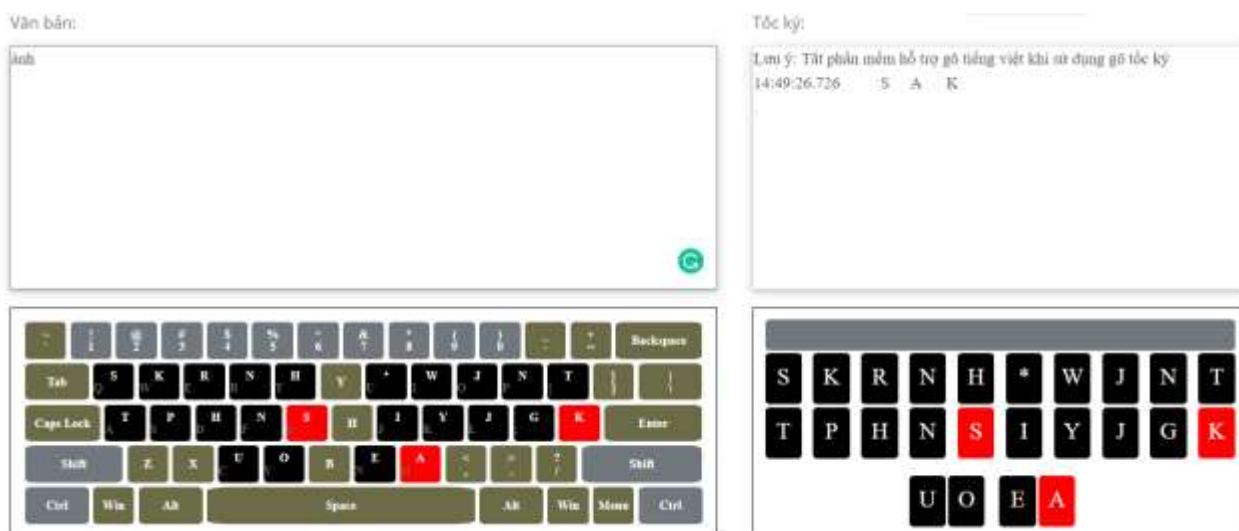 Văn bản:
Tốc ký:
ành
Lưu ý: Tắt phần mềm hỗ trợ gõ tiếng việt khi sử dụng gõ tốc ký
14:49:26.726 S A K
Backspace
Tab S K R N H Y * W J N T
Caps Lock T P H N S H I Y J G K Enter
Shift Z X U O B E A Shift
Ctrl Win Alt Space Alt Win Menu Ctrl
S K R N H * W J N T
T P H N S I Y J G K
U O E A